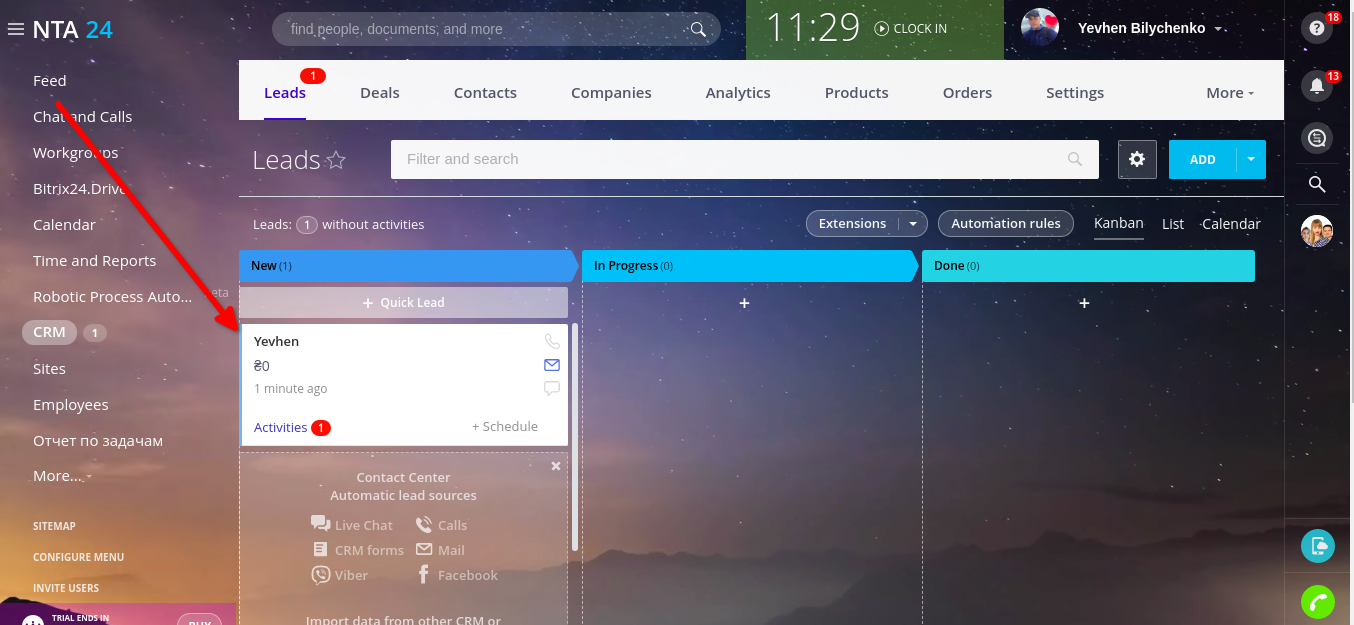 NTA 24
find people, documents, and more
11:29
CLOCK IN
Yevhen Bilychenko
18
13
Feed
Chat and Calls
Workgroups
Bitrix24.Drive
Calendar
Time and Reports
Robotic Process Auto...
eta
CRM 1
Sites
Employees
Отчет по задачам
More...
SITEMAP
CONFIGURE MENU
INVITE USERS
TRIAL ENDS IN
BUY
Leads 1
Deals
Contacts
Companies
Analytics
Products
Orders
Settings
More
Leads
Filter and search
ADD
Leads: 1 without activities
Extensions
Automation rules
Kanban
List
Calendar
New (1)
In Progress (0)
Done (0)
+ Quick Lead
+
+
Yevhen
₴0
1 minute ago
Activities 1
+ Schedule
Contact Center
Automatic lead sources
Live Chat
Calls
CRM forms
Mail
Viber
Facebook
Import data from other CRM or